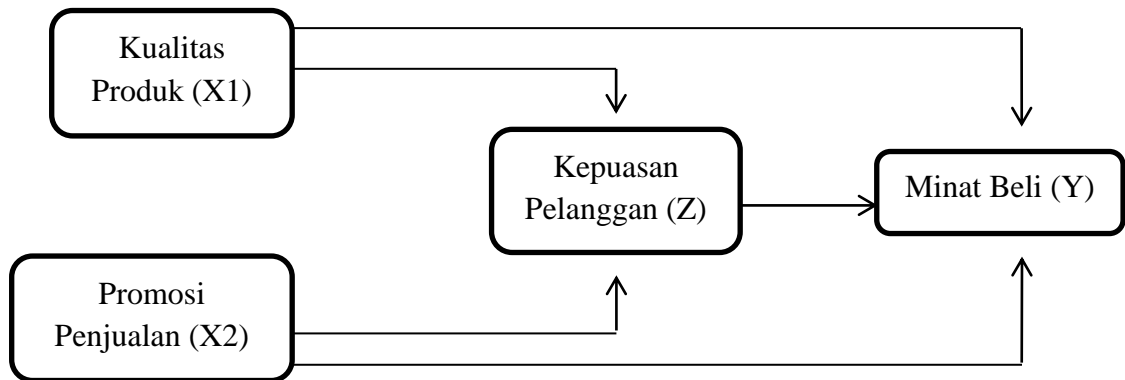 Kualitas
Produk (X1)
Kepuasan
Pelanggan (Z)
Minat Beli (Y)
Promosi
Penjualan (X2)